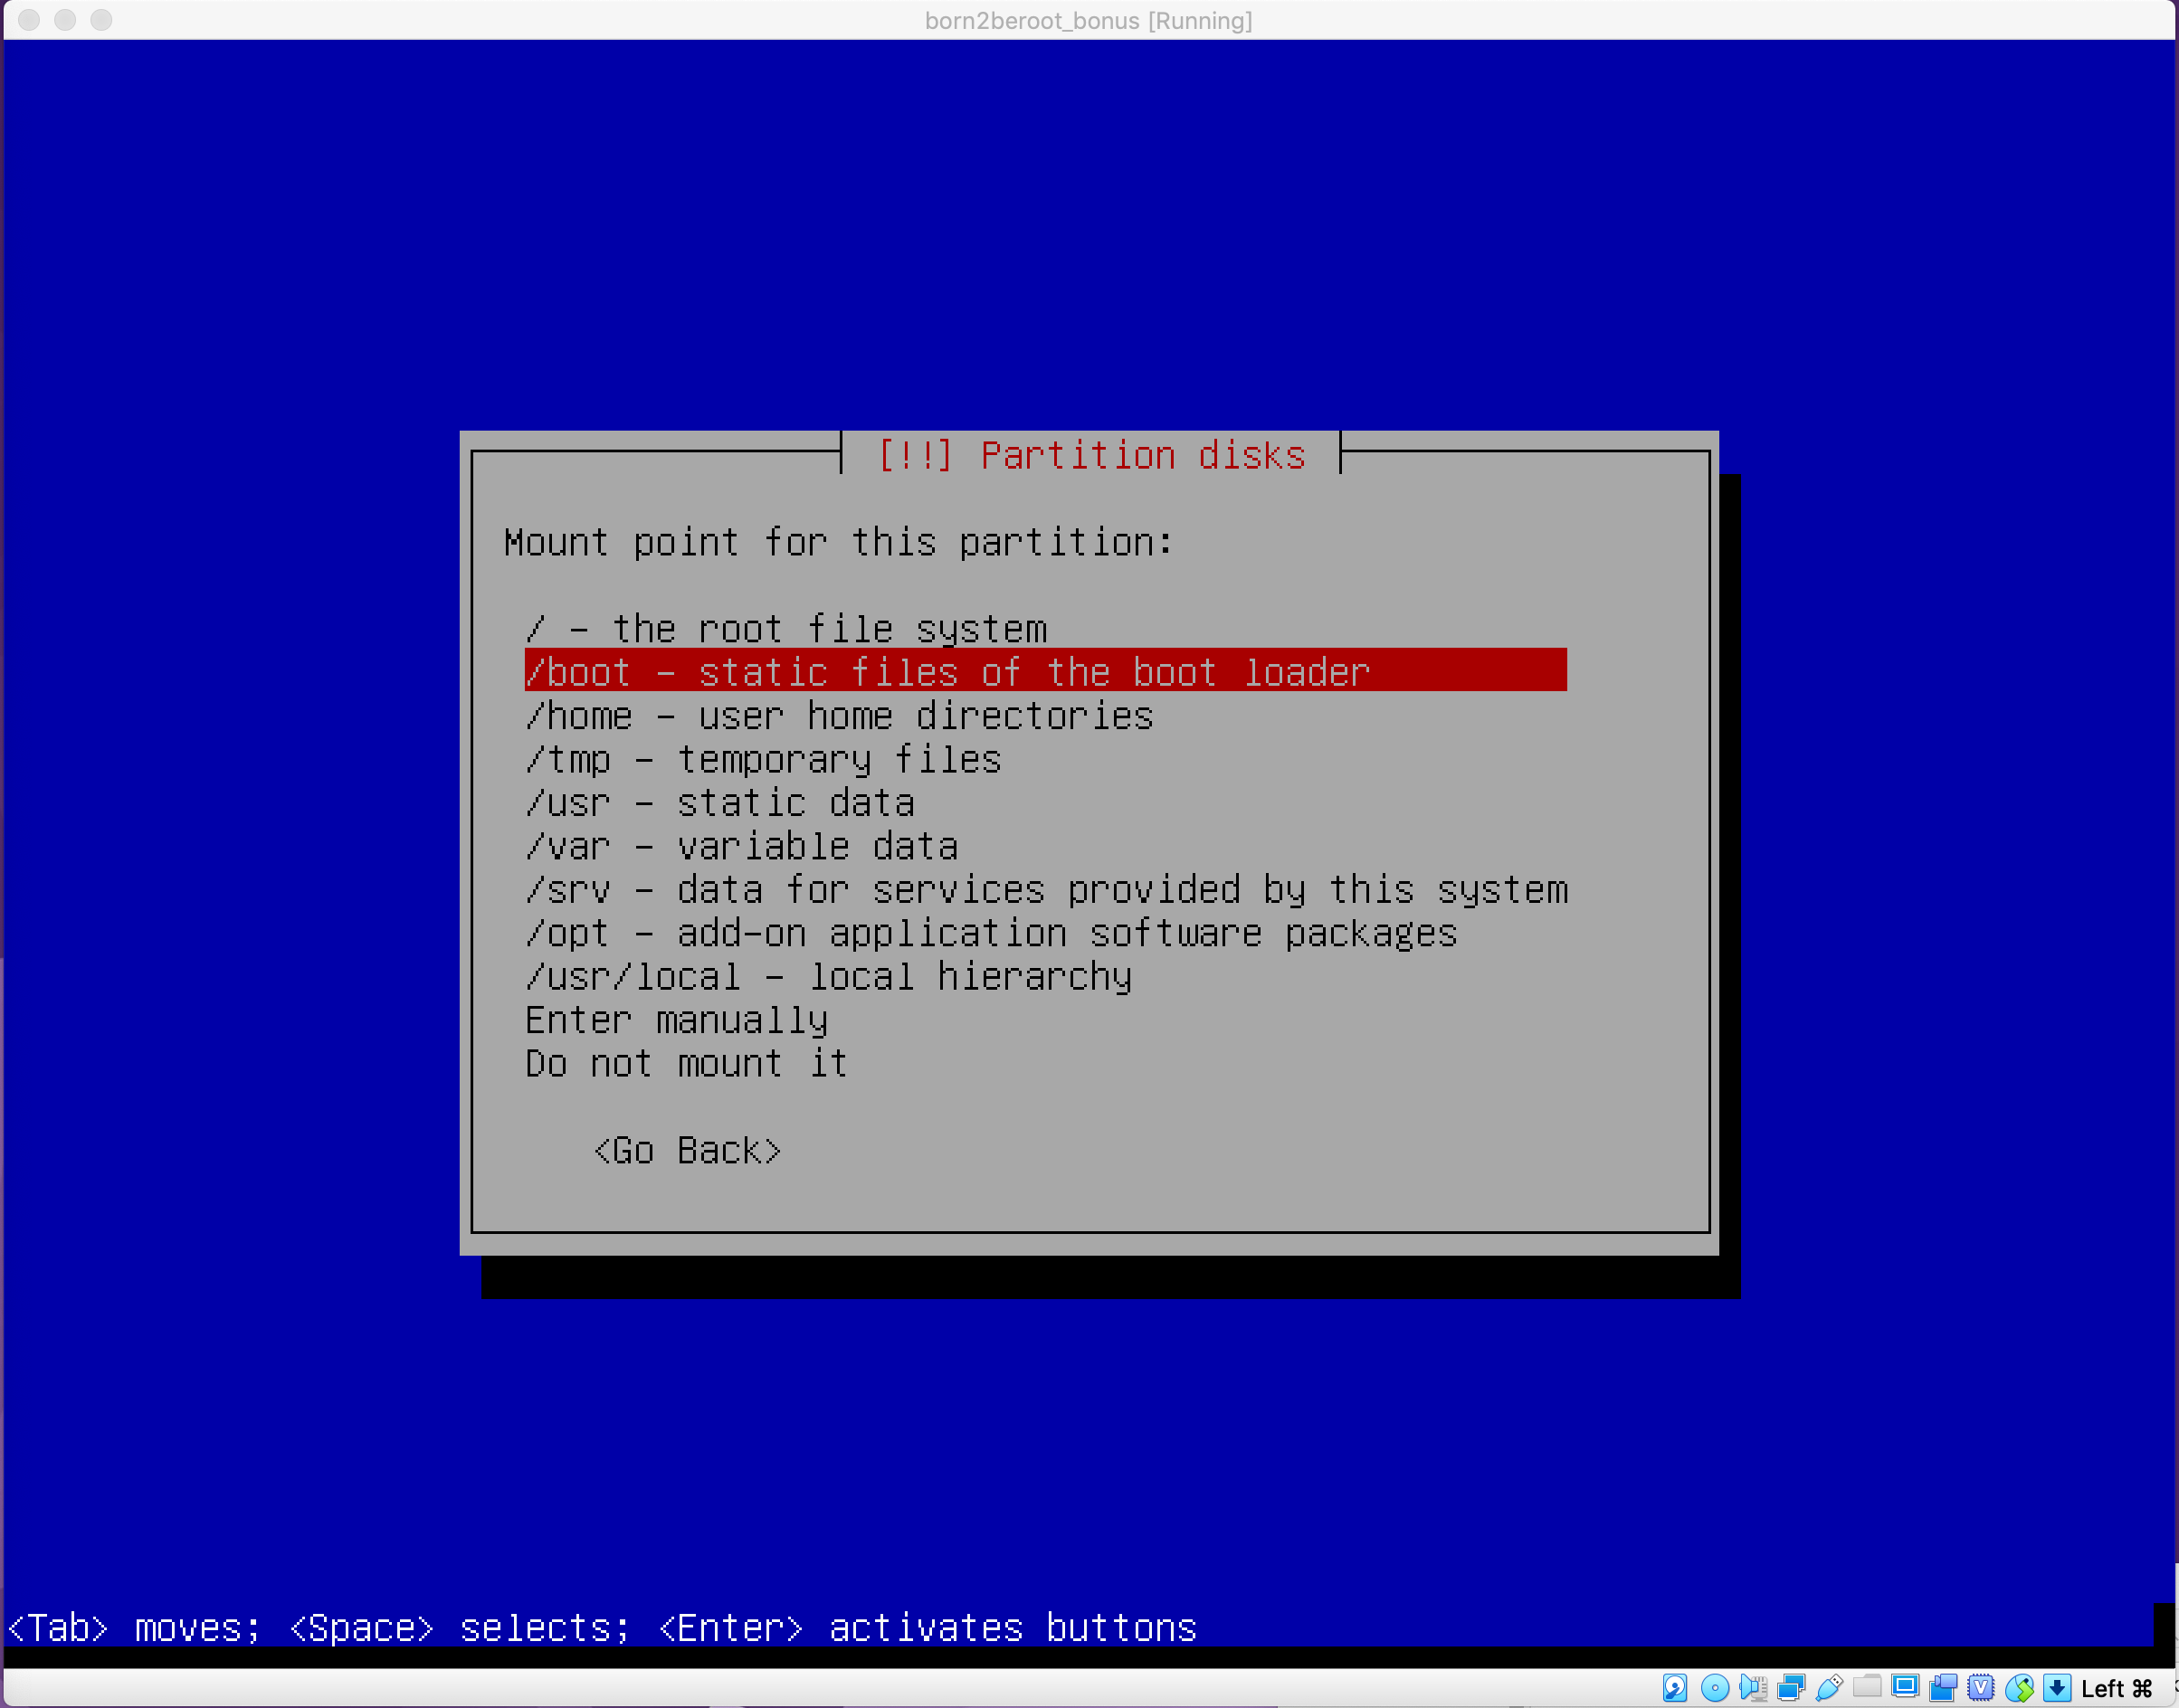 born2beroot_bonus [Running]
[!!] Partition disks
Mount point for this partition:
/ - the root file system
/boot - static files of the boot loader
/home - user home directories
/tmp - temporary files
/usr - static data
/var - variable data
/srv - data for services provided by this system
/opt - add-on application software packages
/usr/local - local hierarchy
Enter manually
Do not mount it
<Go Back>
<Tab> moves; <Space> selects; <Enter> activates buttons
Left ⌘